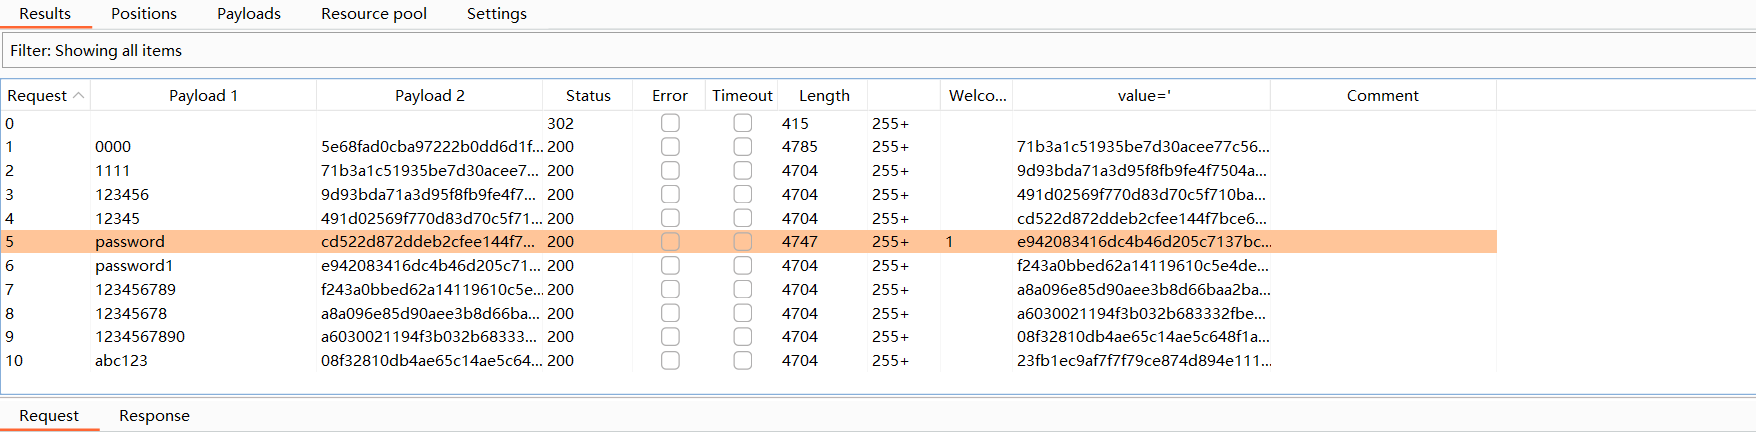 Results Positions Payloads Resource pool Settings
Filter: Showing all items
Request Payload 1 Payload 2 Status Error Timeout Length Welco... value=' Comment
0 302 415 255+
1 0000 5e68fad0cba97222b0dd6d1f... 200 4785 255+ 71b3a1c51935be7d30acee77c56...
2 1111 71b3a1c51935be7d30acee7... 200 4704 255+ 9d93bda71a3d95f8fb9fe4f7504a...
3 123456 9d93bda71a3d95f8fb9fe4f7... 200 4704 255+ 491d02569f770d83d70c5f710ba...
4 12345 491d02569f770d83d70c5f71... 200 4704 255+ cd522d872ddeb2cfee144f7bce6...
5 password cd522d872ddeb2cfee144f7... 200 4747 255+ 1 e942083416dc4b46d205c7137bc...
6 password1 e942083416dc4b46d205c71... 200 4704 255+ f243a0bbed62a14119610c5e4de...
7 123456789 f243a0bbed62a14119610c5e... 200 4704 255+ a8a096e85d90aee3b8d66baa2ba...
8 12345678 a8a096e85d90aee3b8d66ba... 200 4704 255+ a6030021194f3b032b683332fbe...
9 1234567890 a6030021194f3b032b68333... 200 4704 255+ 08f32810db4ae65c14ae5c648f1a...
10 abc123 08f32810db4ae65c14ae5c64... 200 4704 255+ 23fb1ec9af7f7f79ce874d894e111...
Request Response